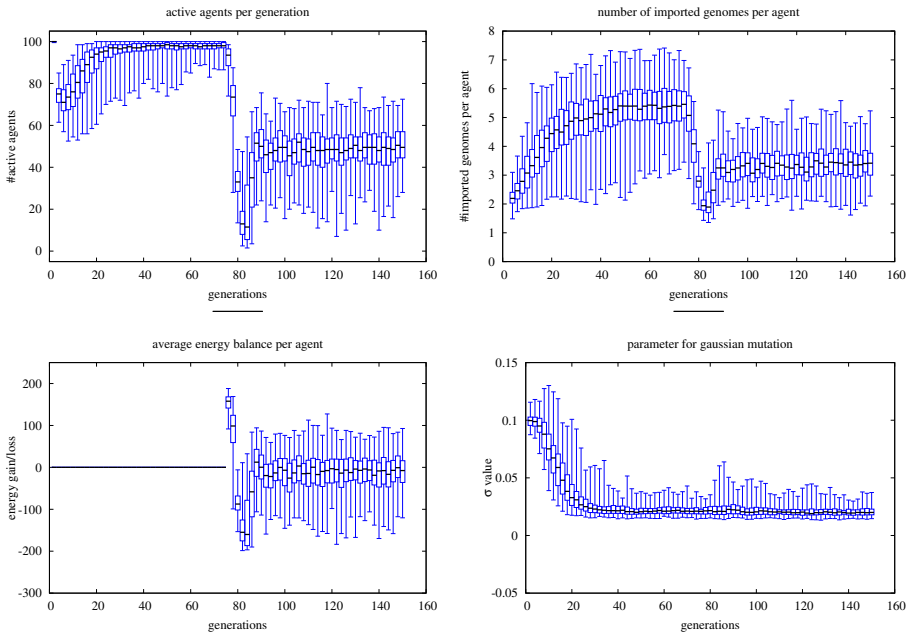 active agents per generation
#active agents
100
80
60
40
20
0
0 20 40 60 80 100 120 140 160
generations
number of imported genomes per agent
#imported genomes per agent
8
7
6
5
4
3
2
1
0
0 20 40 60 80 100 120 140 160
generations
average energy balance per agent
energy gain/loss
200
100
0
-100
-200
-300
0 20 40 60 80 100 120 140 160
generations
parameter for gaussian mutation
σ value
0.15
0.1
0.05
0
-0.05
0 20 40 60 80 100 120 140 160
generations